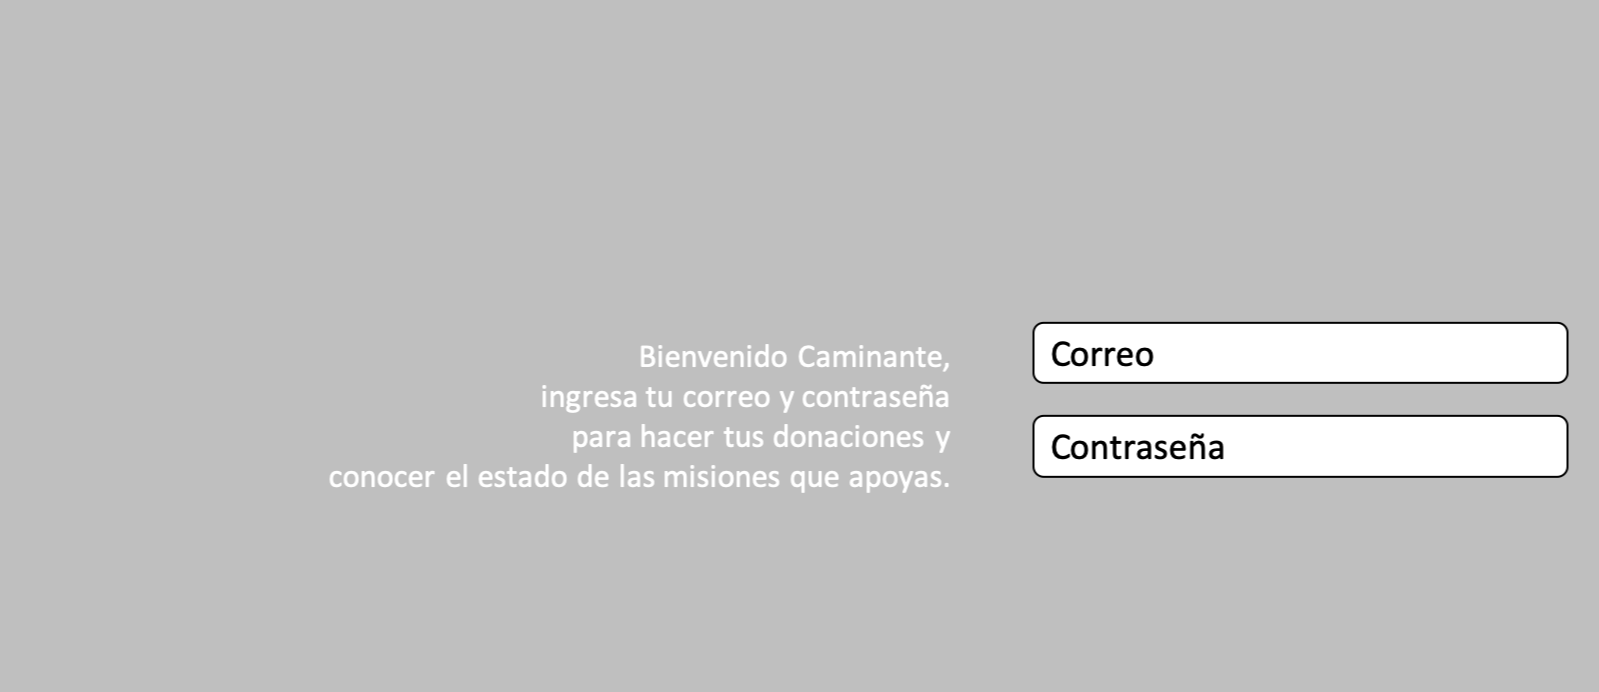 Bienvenido Caminante,
ingresa tu correo y contraseña
para hacer tus donaciones y
conocer el estado de las misiones que apoyas.
Correo
Contraseña